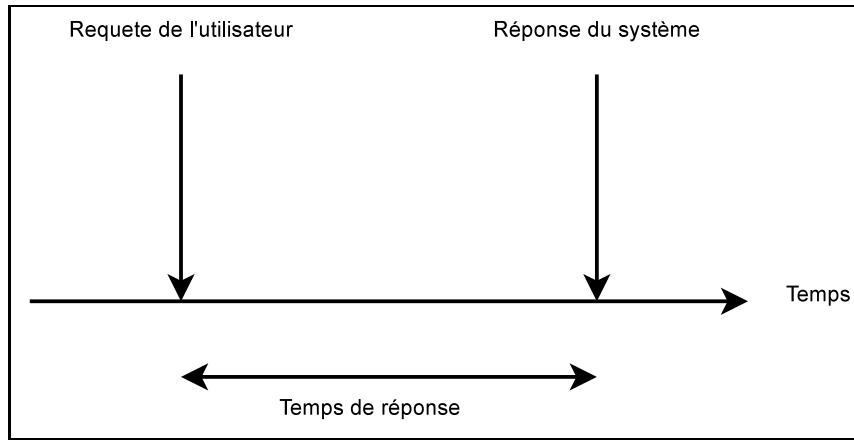 Requete de l'utilisateur
Réponse du système
Temps
Temps de réponse